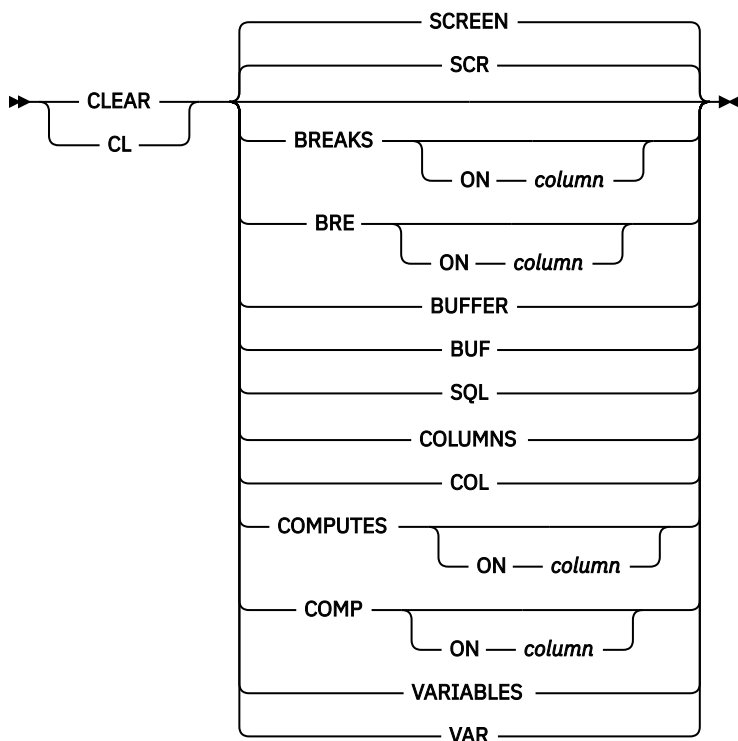 SCREEN
SCR
CLEAR
CL
BREAKS
ON column
BRE
ON column
BUFFER
BUF
SQL
COLUMNS
COL
COMPUTES
ON column
COMP
ON column
VARIABLES
VAR